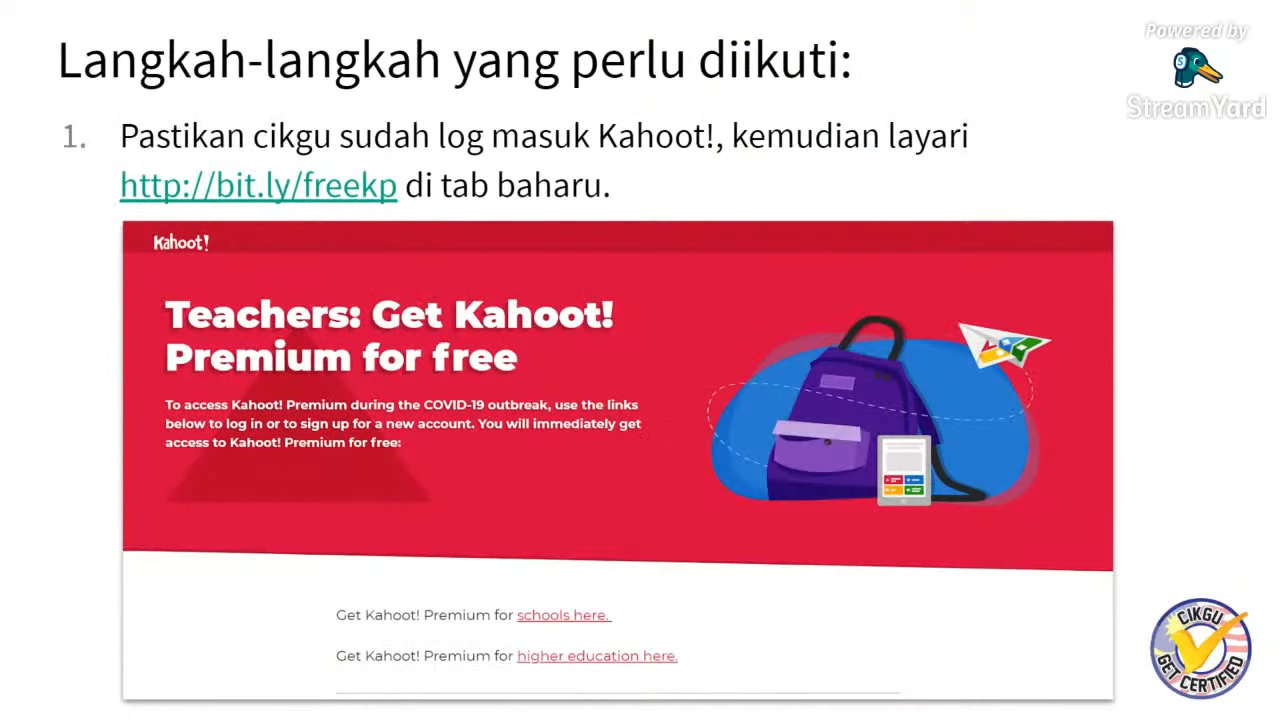 Langkah-langkah yang perlu diikuti:
Powered by
StreamYard
1. Pastikan cikgu sudah log masuk Kahoot!, kemudian layari
http://bit.ly/freekp di tab baharu.
Kahoot!
Teachers: Get Kahoot!
Premium for free
To access Kahoot! Premium during the COVID-19 outbreak, use the links
below to log in or to sign up for a new account. You will immediately get
access to Kahoot! Premium for free:
Get Kahoot! Premium for schools here.
Get Kahoot! Premium for higher education here.
CIKGU
GET CERTIFIED